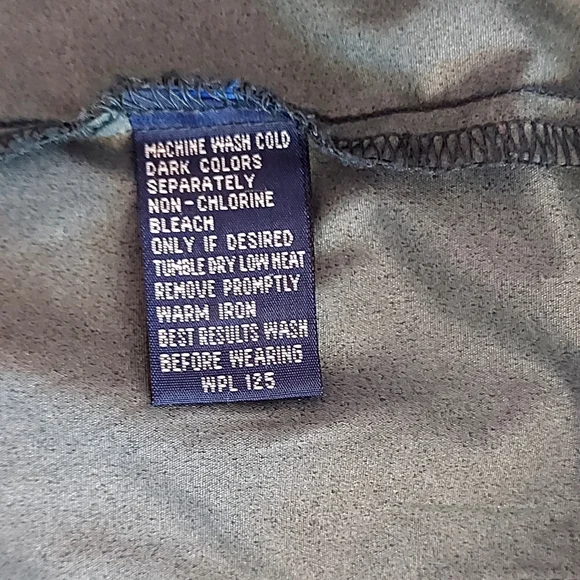 MACHINE WASH COLD
DARK COLORS
SEPARATELY
NON-CHLORINE
BLEACH
ONLY IF DESIRED
TUMBLE DRY LOW HEAT
REMOVE PROMPTLY
WARM IRON
BEST RESULTS WASH
BEFORE WEARING
WPL 125